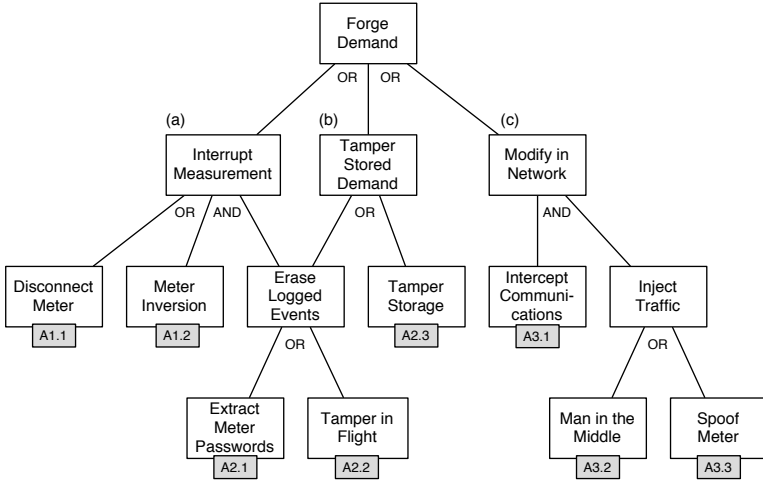 Forge
Demand
OR
OR
(a)
(b)
(c)
Interrupt
Measurement
Tamper
Stored
Demand
Modify in
Network
OR
AND
OR
AND
Disconnect
Meter
Meter
Inversion
Erase
Logged
Events
Tamper
Storage
Intercept
Communi-
cations
Inject
Traffic
A1.1
A1.2
A2.3
A3.1
OR
OR
Extract
Meter
Passwords
Tamper in
Flight
Man in the
Middle
Spoof
Meter
A2.1
A2.2
A3.2
A3.3